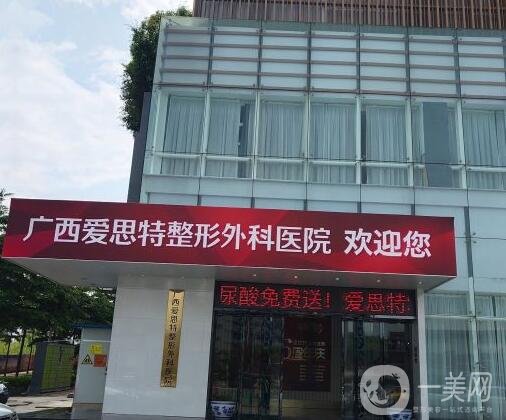 广西爱思特整形外科医院 欢迎您
尿酸免费送！爱思特
广西爱思特整形外科医院
一美网